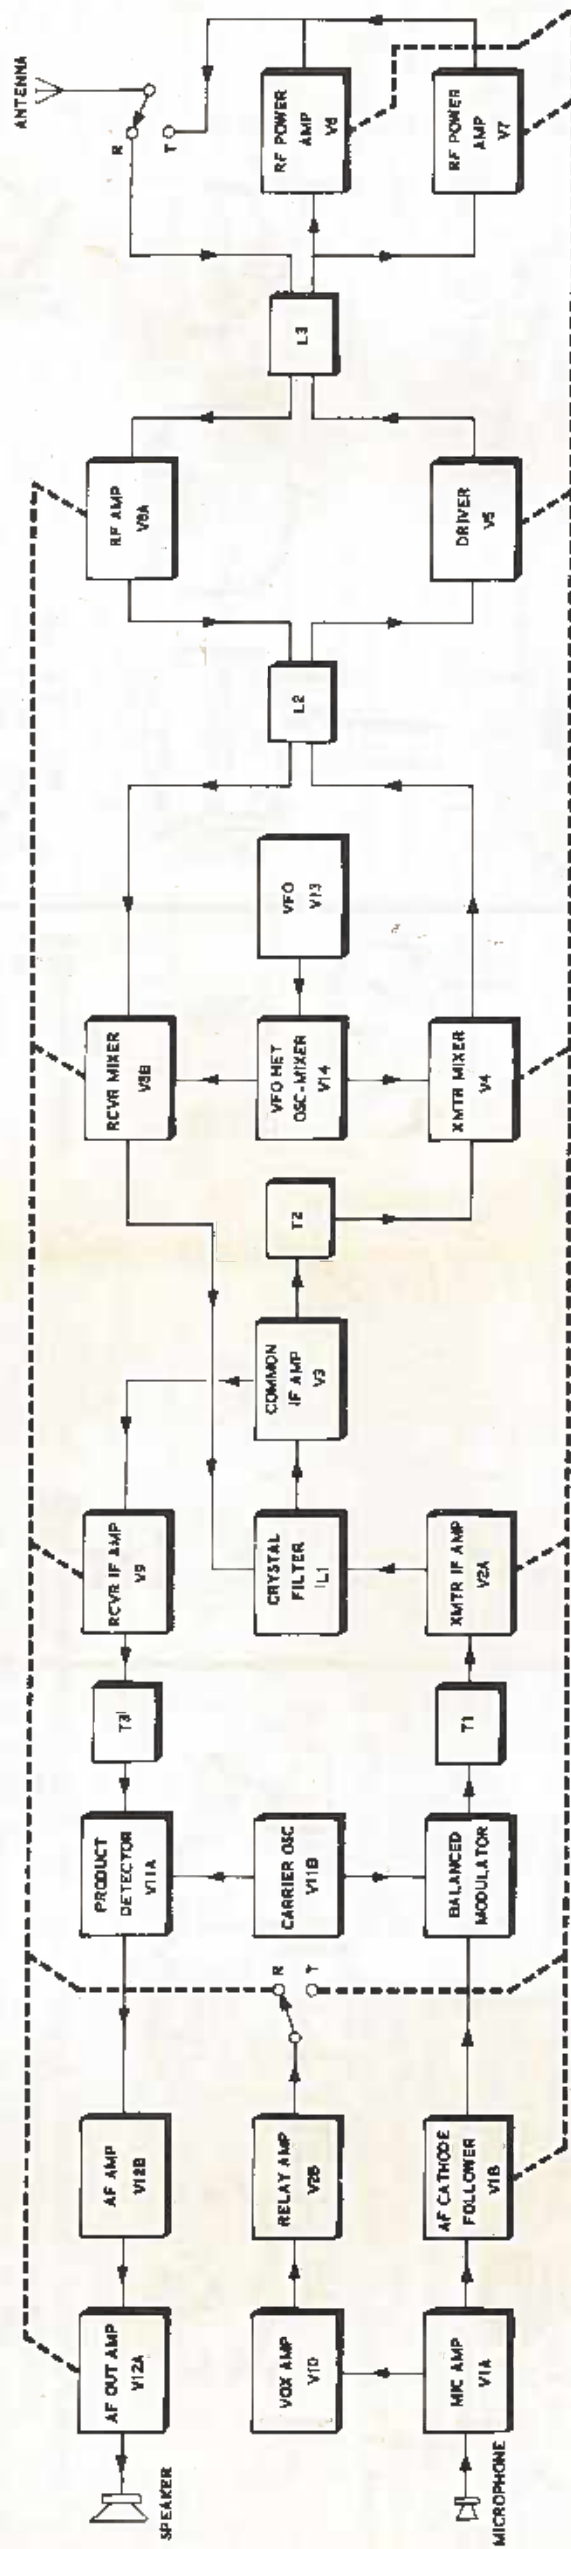 ANTENNA
R
T
RF POWER
AMP
V6
RF POWER
AMP
V7
L3
RF AMP
V8A
DRIVER
V5
L2
RCVR MIXER
V8B
VFO
V13
VFO HET
OSC-MIXER
V14
XMTR MIXER
V4
T2
COMMON
IF AMP
V3
RCVR IF AMP
V9
CRYSTAL
FILTER
XMTR IF AMP
V2A
T3
T1
PRODUCT
DETECTOR
V11A
CARRIER OSC
V11B
BALANCED
MODULATOR
R
T
AF AMP
V12B
RELAY AMP
V2B
AF CATHODE
FOLLOWER
V1B
AF OUT AMP
V12A
VOX AMP
V10
MIC AMP
V1A
SPEAKER
MICROPHONE